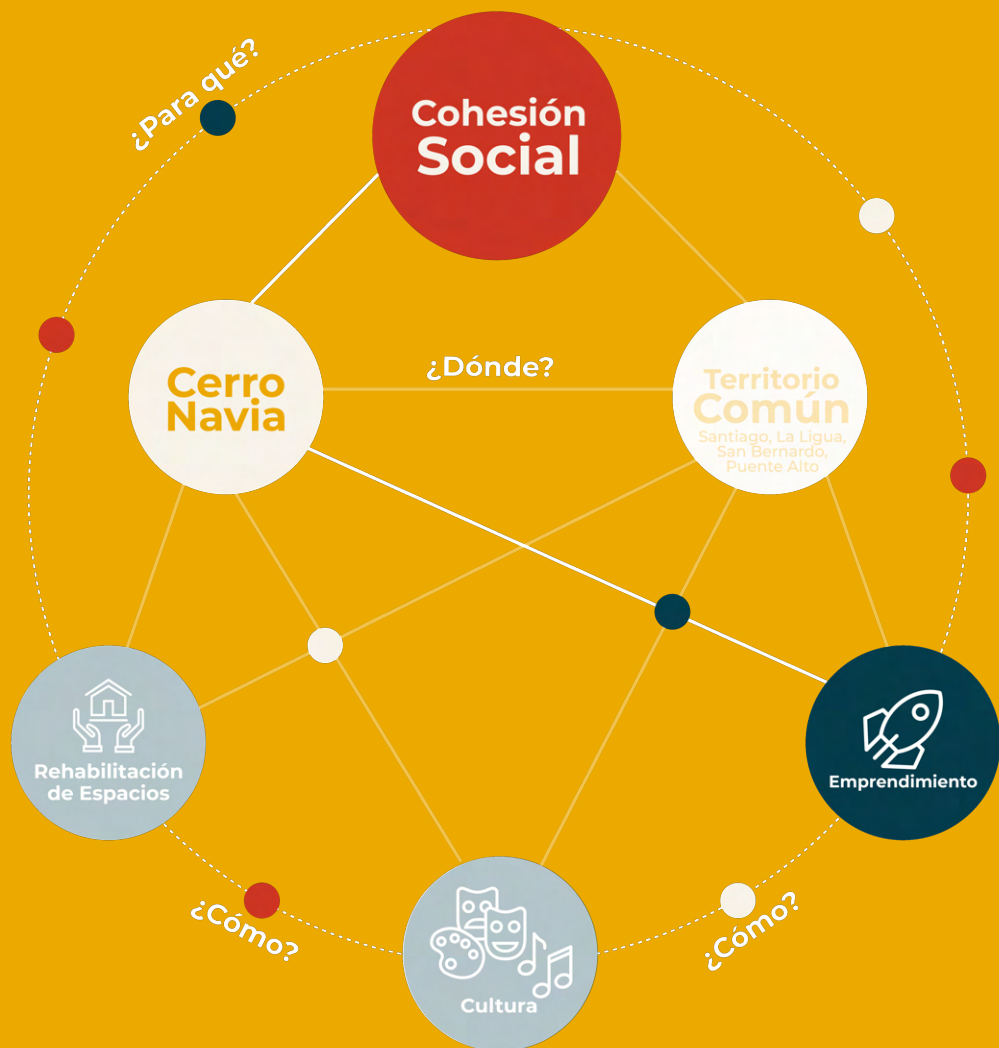 ¿Para qué?
Cohesión
Social
Cerro
Navia
¿Dónde?
Territorio
Común
Santiago, La Ligua,
San Bernardo,
Puente Alto
Rehabilitación
de Espacios
Emprendimiento
¿Cómo?
¿Cómo?
Cultura